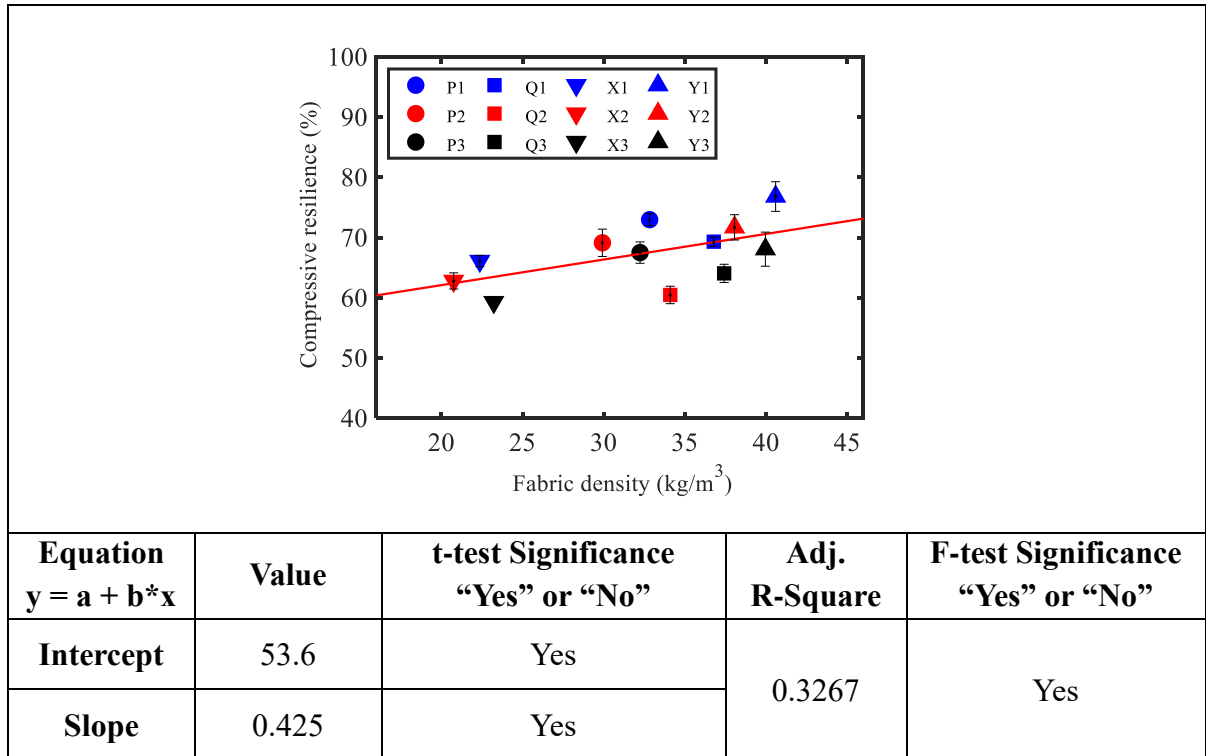 100
90
80
70
60
50
40
Compressive resilience (%)
P1 Q1 X1 Y1
P2 Q2 X2 Y2
P3 Q3 X3 Y3
20 25 30 35 40 45
Fabric density (kg/m³)
Equation
y = a + b*x
Value
t-test Significance
“Yes” or “No”
Adj.
R-Square
F-test Significance
“Yes” or “No”
Intercept 53.6 Yes
0.3267 Yes
Slope 0.425 Yes